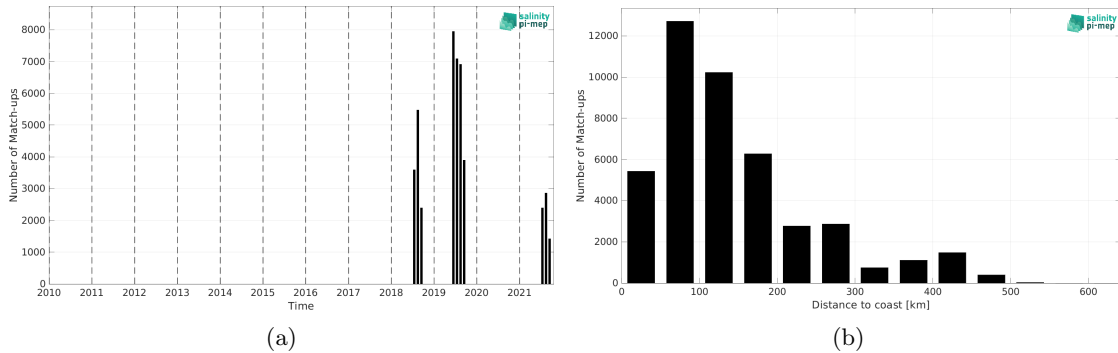 8000
7000
6000
5000
4000
3000
2000
1000
0
Number of Match-ups
2010 2011 2012 2013 2014 2015 2016 2017 2018 2019 2020 2021
Time
salinity
pi-mep
(a)
12000
10000
8000
6000
4000
2000
0
Number of Match-ups
0 100 200 300 400 500 600
Distance to coast [km]
salinity
pi-mep
(b)